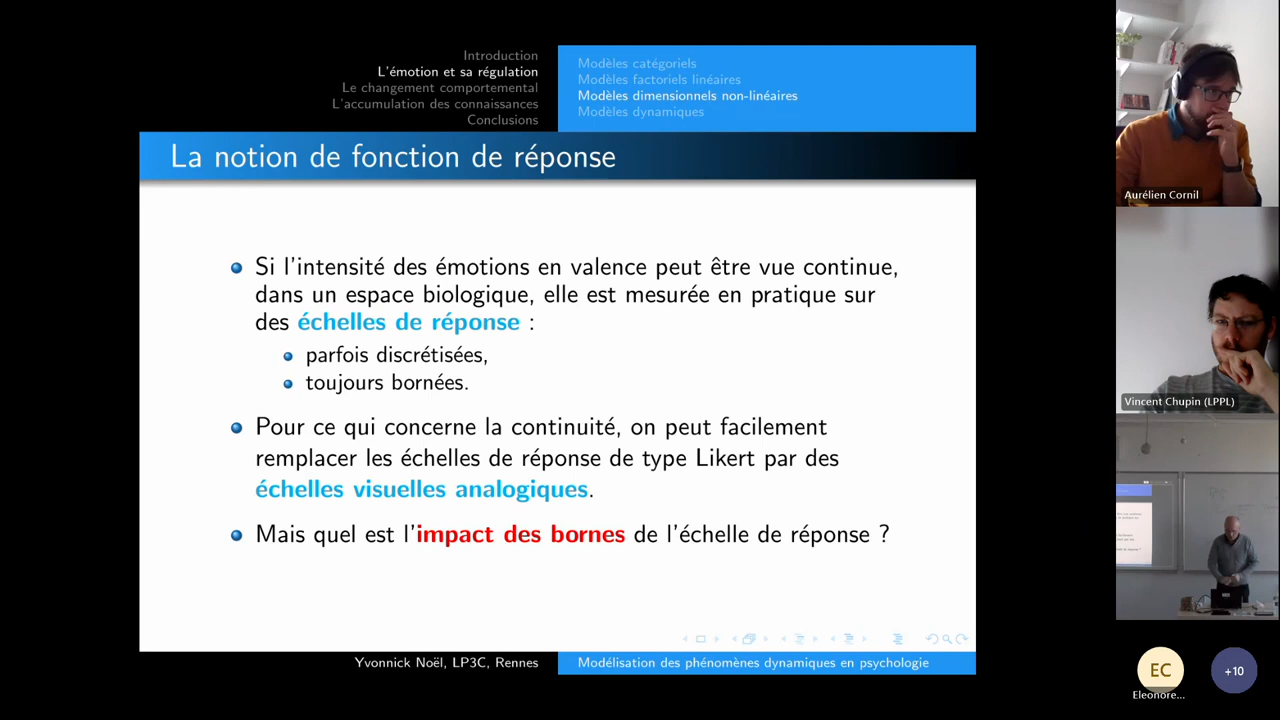 Introduction
L'émotion et sa régulation
Le changement comportemental
L'accumulation des connaissances
Conclusions
Modèles catégoriels
Modèles factoriels linéaires
Modèles dimensionnels non-linéaires
Modèles dynamiques
La notion de fonction de réponse
Si l'intensité des émotions en valence peut être vue continue,
dans un espace biologique, elle est mesurée en pratique sur
des échelles de réponse :
parfois discrétisées,
toujours bornées.
Pour ce qui concerne la continuité, on peut facilement
remplacer les échelles de réponse de type Likert par des
échelles visuelles analogiques.
Mais quel est l'impact des bornes de l'échelle de réponse ?
Yvonnick Noël, LP3C, Rennes
Modélisation des phénomènes dynamiques en psychologie
Aurélien Cornil
Vincent Chupin (LPPL)
EC
Eleonore...
+10